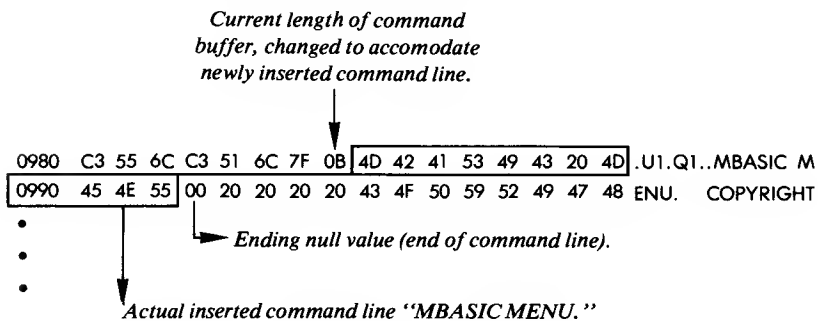 Current length of command
buffer, changed to accomodate
newly inserted command line.
0980 C3 55 6C C3 51 6C 7F 0B 4D 42 41 53 49 43 20 4D .U1.Q1..MBASIC M
0990 45 4E 55 00 20 20 20 20 43 4F 50 59 52 49 47 48 ENU. COPYRIGHT
Ending null value (end of command line).
Actual inserted command line "MBASIC MENU."